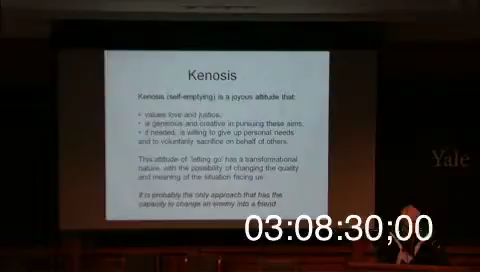 Kenosis
Kenosis (self-emptying) is a joyous attitude that:
• values love and justice,
• is generous and creative in pursuing these aims,
• if needed, is willing to give up personal needs
and to voluntarily sacrifice on behalf of others.
This attitude of 'letting go' has a transformational
nature, with the possibility of changing the quality
and meaning of the situation facing us.
It is probably the only approach that has the
capacity to change an enemy into a friend.
Yale
03:08:30;00